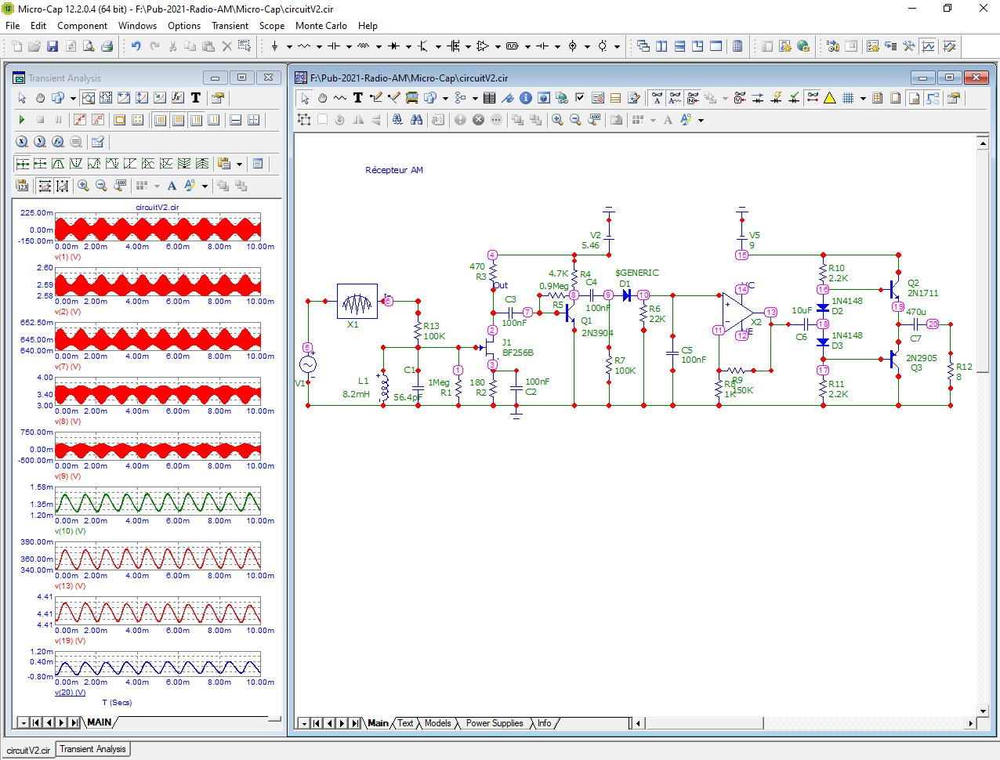 Micro-Cap 12.2.0.4 (64 bit) - F:\Pub-2021-Radio-AM\Micro-Cap\circuitV2.cir
File Edit Component Windows Options Transient Scope Monte Carlo Help
Transient Analysis
circuitV2.cir
225.00m
0.00m
-150.00m
0.00m 2.00m 4.00m 6.00m 8.00m 10.00m
v(1) (V)
2.60
2.59
2.58
0.00m 2.00m 4.00m 6.00m 8.00m 10.00m
v(2) (V)
652.50m
645.00m
640.00m
0.00m 2.00m 4.00m 6.00m 8.00m 10.00m
v(7) (V)
4.00
3.40
3.00
0.00m 2.00m 4.00m 6.00m 8.00m 10.00m
v(8) (V)
750.00m
0.00m
-500.00m
0.00m 2.00m 4.00m 6.00m 8.00m 10.00m
v(9) (V)
1.58m
1.35m
1.20m
0.00m 2.00m 4.00m 6.00m 8.00m 10.00m
v(10) (V)
390.00m
360.00m
340.00m
0.00m 2.00m 4.00m 6.00m 8.00m 10.00m
v(13) (V)
4.41
4.41
4.41
0.00m 2.00m 4.00m 6.00m 8.00m 10.00m
v(19) (V)
1.20m
0.40m
-0.80m
0.00m 2.00m 4.00m 6.00m 8.00m 10.00m
v(20) (V)
T (Secs)
MAIN
F:\Pub-2021-Radio-AM\Micro-Cap\circuitV2.cir
Récepteur AM
V2
5.46
V5
9
4
15
470
R3
Out
4.7K
R4
0.9Meg
R5
8
C4
100nF
9
$GENERIC
D1
10
R6
22K
14
R10
2.2K
16
Q2
2N1711
X1
6
C3
100nF
7
Q1
2N3904
1N4148
D2
19
R13
100K
2
X2
13
10uF
C6
18
470u
C7
20
5
V1
J1
BF256B
11
12
1N4148
D3
2N2905
Q3
3
1
C5
100nF
17
L1
8.2mH
C1
56.4pF
1Meg
R1
180
R2
100nF
C2
R7
100K
R8
1K
R9
150K
R11
2.2K
R12
8
Main Text Models Power Supplies Info
circuitV2.cir Transient Analysis